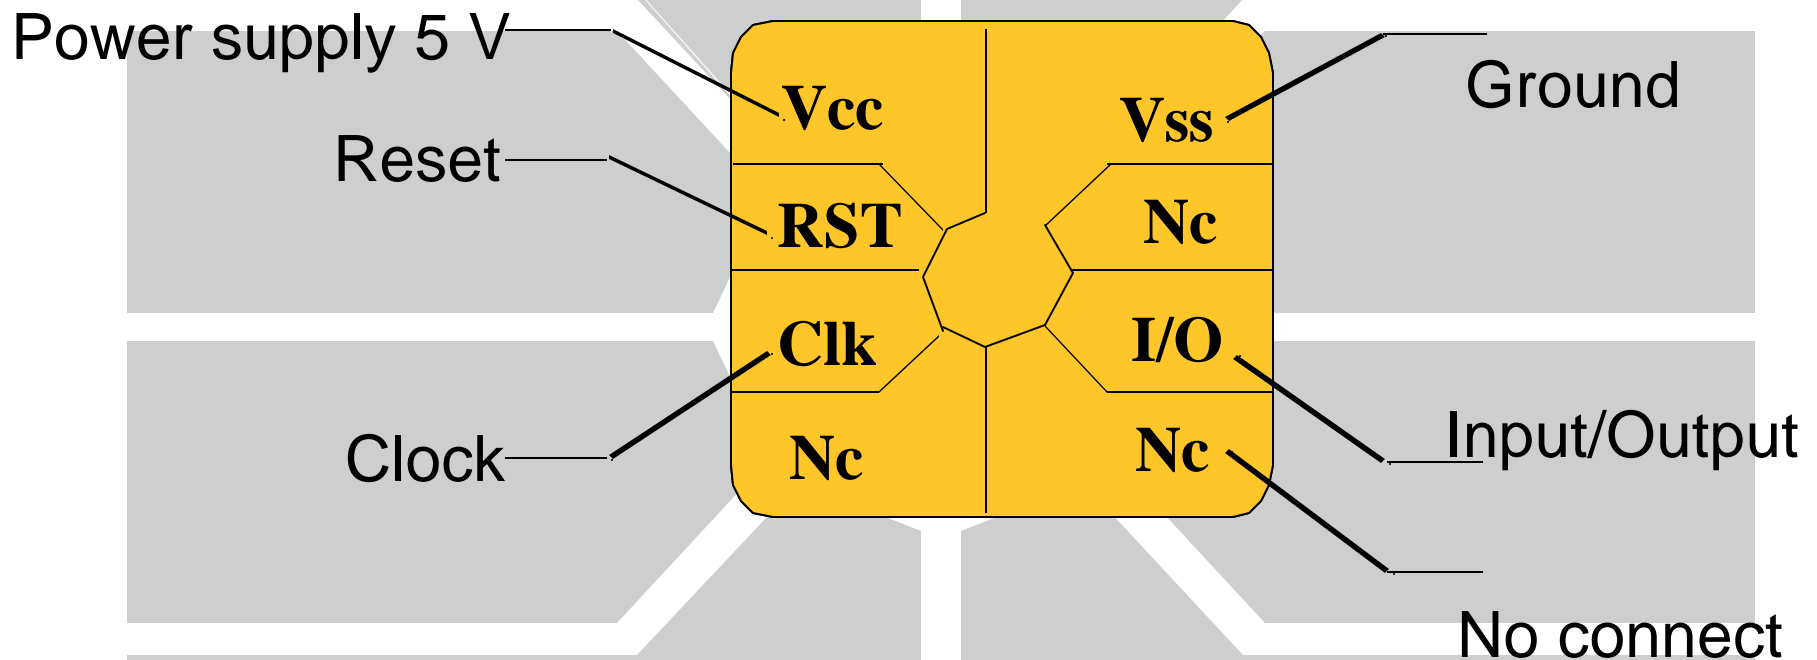 Power supply 5 V
Vcc
Vss
Ground
Reset
RST
Nc
Clk
I/O
Clock
Nc
Nc
Input/Output
No connect